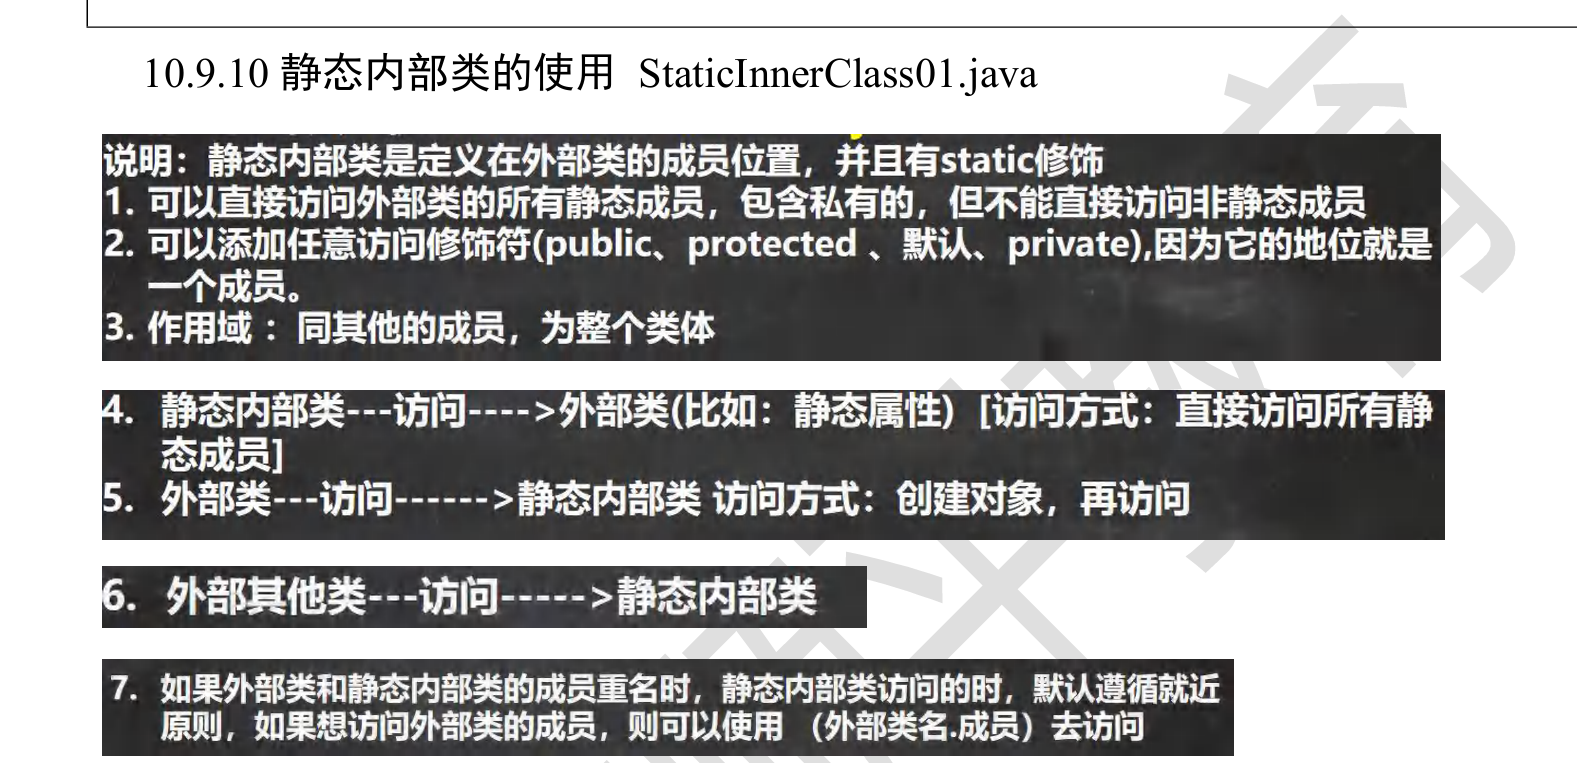 10.9.10 静态内部类的使用 StaticInnerClass01.java
说明：静态内部类是定义在外部类的成员位置，并且有static修饰
1. 可以直接访问外部类的所有静态成员，包含私有的，但不能直接访问非静态成员
2. 可以添加任意访问修饰符(public、protected 、默认、private),因为它的地位就是
一个成员。
3. 作用域 ：同其他的成员，为整个类体
4. 静态内部类---访问---->外部类(比如：静态属性) [访问方式：直接访问所有静
态成员]
5. 外部类---访问------>静态内部类 访问方式：创建对象，再访问
6. 外部其他类---访问----->静态内部类
7. 如果外部类和静态内部类的成员重名时，静态内部类访问的时，默认遵循就近
原则，如果想访问外部类的成员，则可以使用 （外部类名.成员）去访问